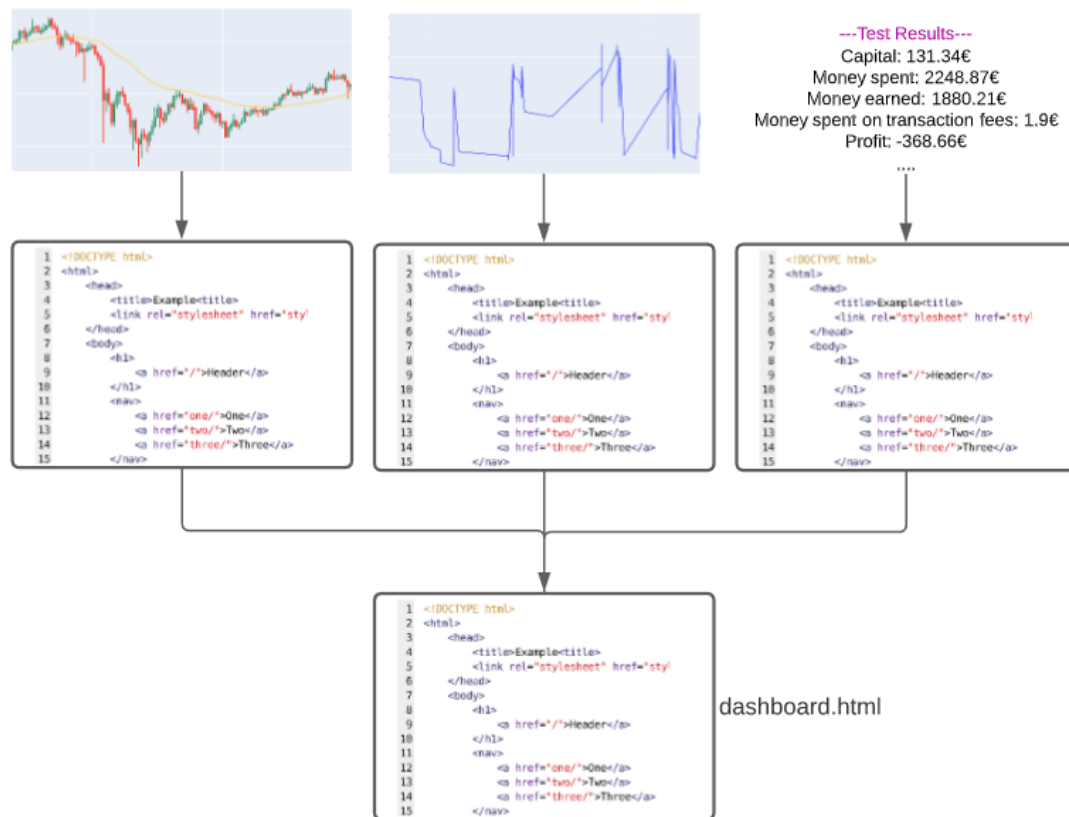 ---Test Results---
Capital: 131.34€
Money spent: 2248.87€
Money earned: 1880.21€
Money spent on transaction fees: 1.9€
Profit: -368.66€
...
1 <!DOCTYPE html>
2 <html>
3 <head>
4 <title>Example<title>
5 <link rel="stylesheet" href="styl
6 </head>
7 <body>
8 <h1>
9 <a href="/">Header</a>
10 </h1>
11 <nav>
12 <a href="one/">One</a>
13 <a href="two/">Two</a>
14 <a href="three/">Three</a>
15 </nav>
1 <!DOCTYPE html>
2 <html>
3 <head>
4 <title>Example<title>
5 <link rel="stylesheet" href="styl
6 </head>
7 <body>
8 <h1>
9 <a href="/">Header</a>
10 </h1>
11 <nav>
12 <a href="one/">One</a>
13 <a href="two/">Two</a>
14 <a href="three/">Three</a>
15 </nav>
1 <!DOCTYPE html>
2 <html>
3 <head>
4 <title>Example<title>
5 <link rel="stylesheet" href="styl
6 </head>
7 <body>
8 <h1>
9 <a href="/">Header</a>
10 </h1>
11 <nav>
12 <a href="one/">One</a>
13 <a href="two/">Two</a>
14 <a href="three/">Three</a>
15 </nav>
1 <!DOCTYPE html>
2 <html>
3 <head>
4 <title>Example<title>
5 <link rel="stylesheet" href="styl
6 </head>
7 <body>
8 <h1>
9 <a href="/">Header</a>
10 </h1>
11 <nav>
12 <a href="one/">One</a>
13 <a href="two/">Two</a>
14 <a href="three/">Three</a>
15 </nav>
dashboard.html